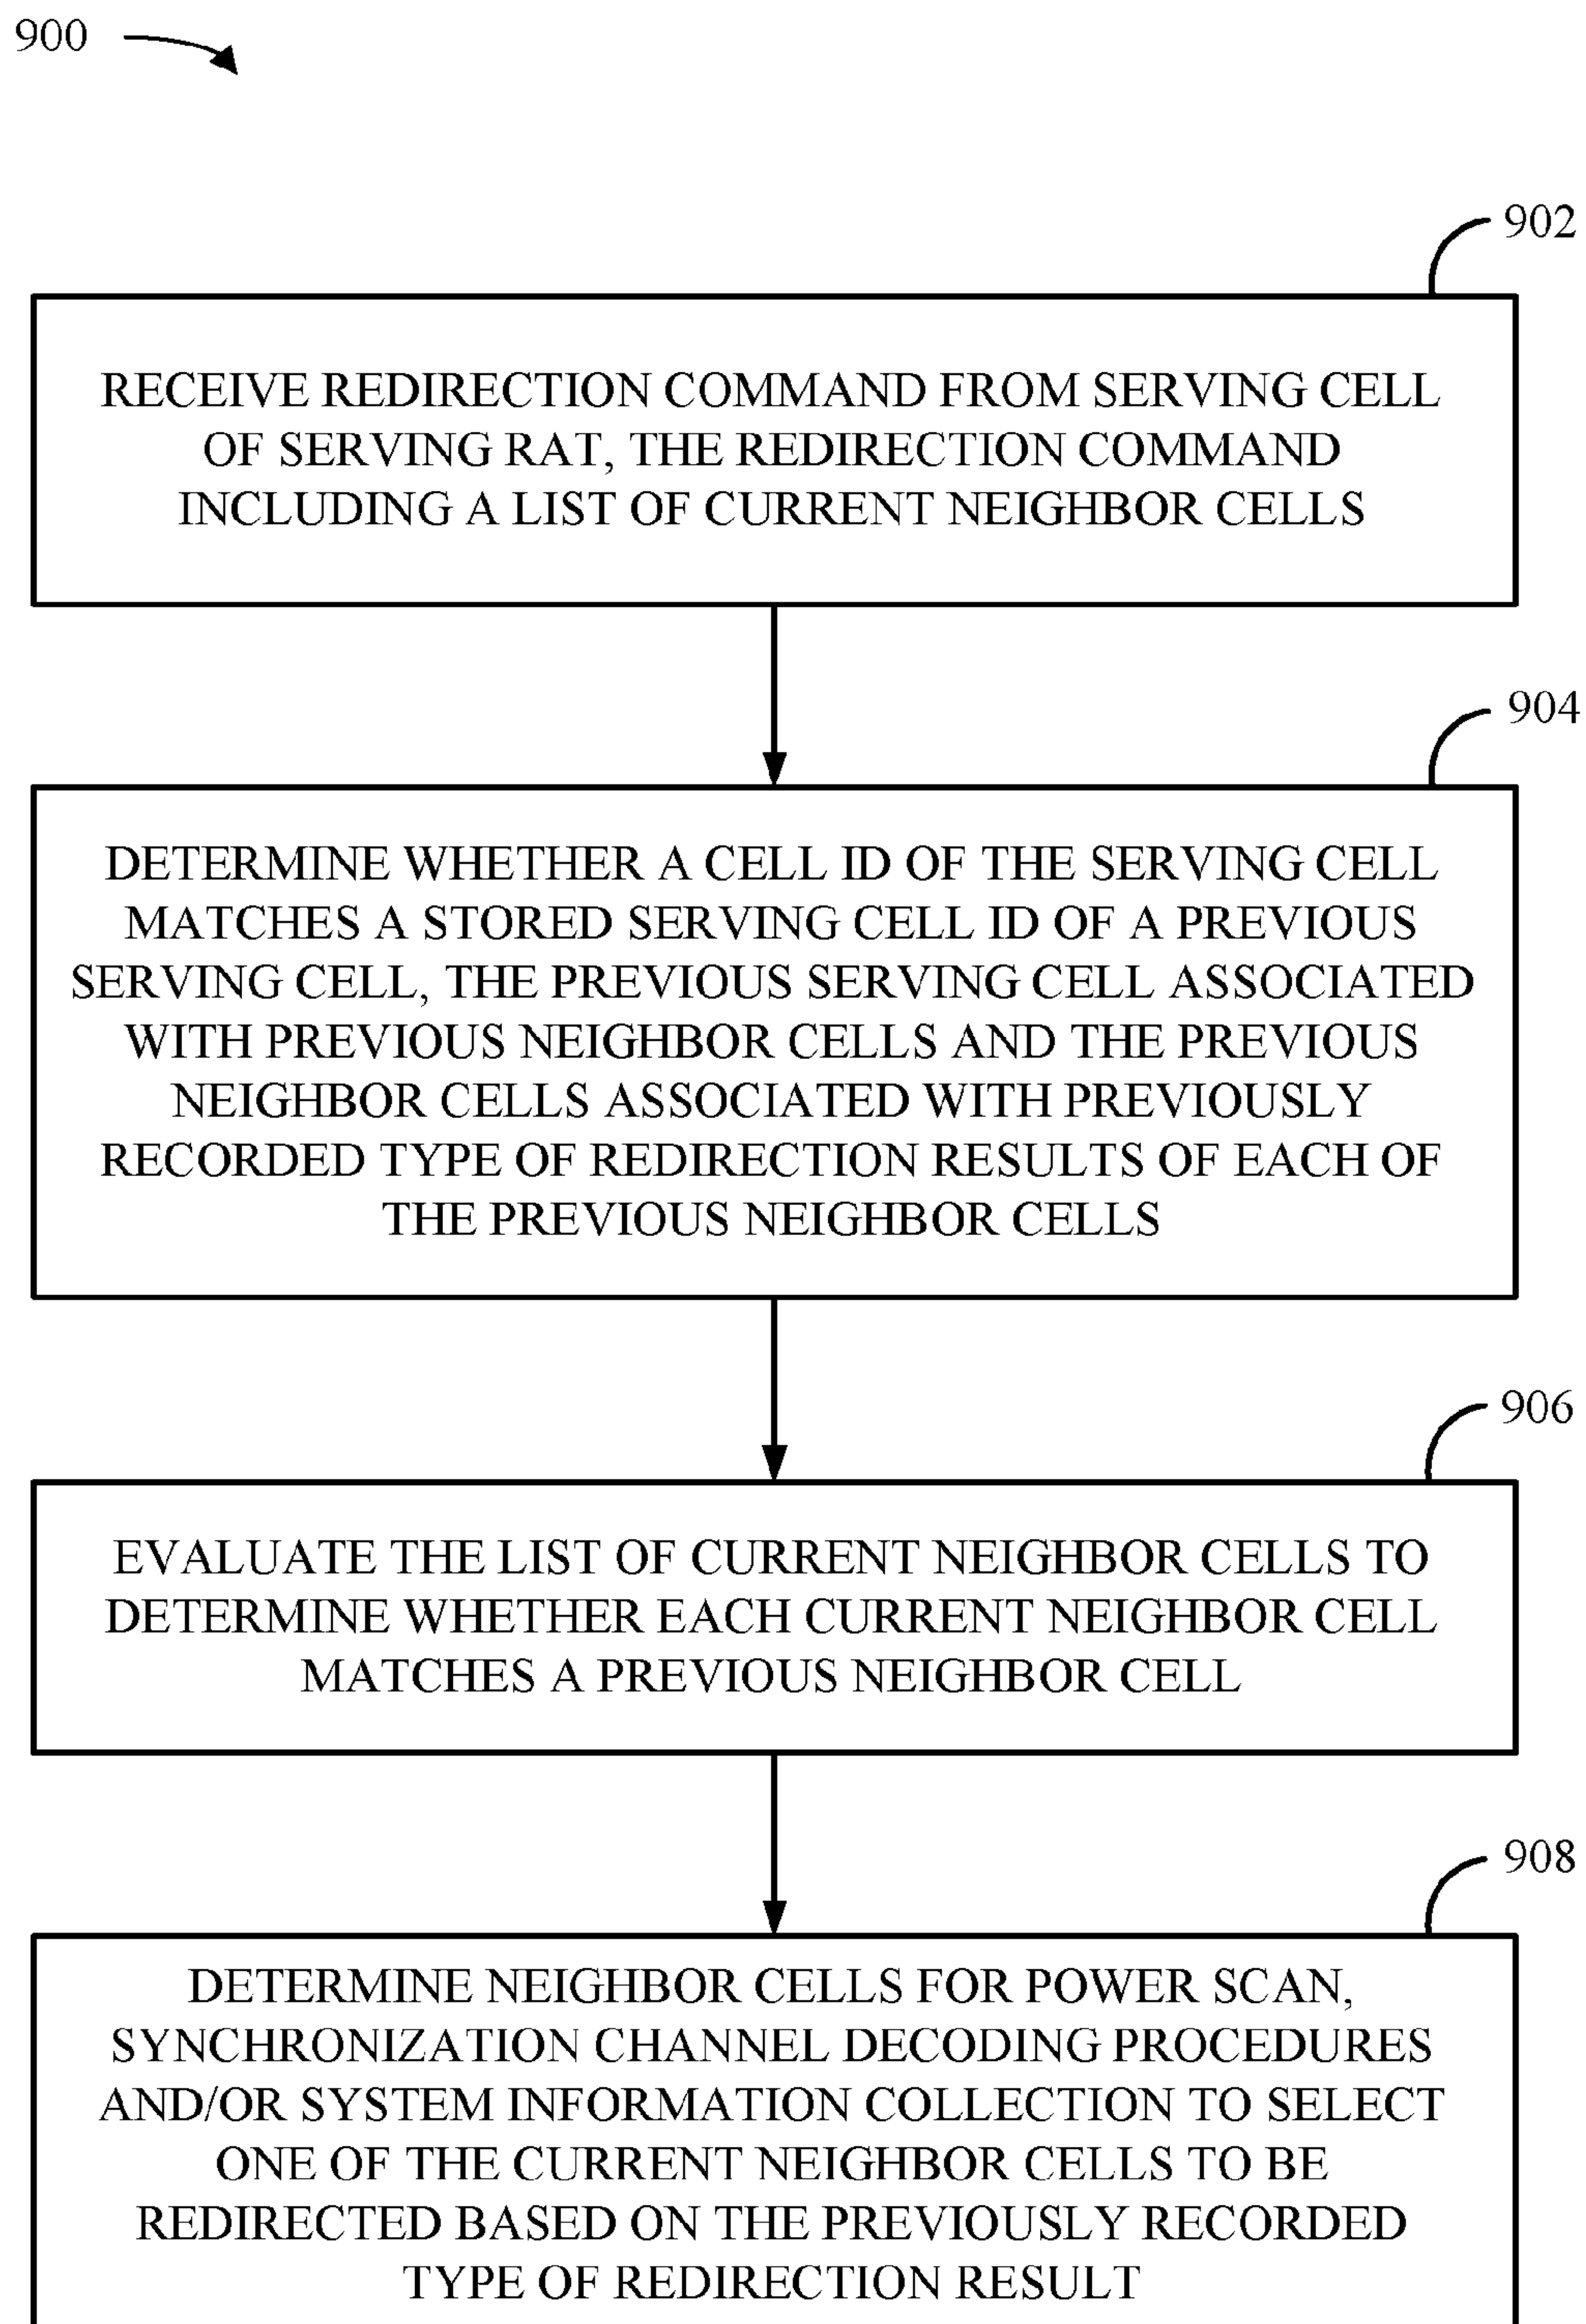 900
902
RECEIVE REDIRECTION COMMAND FROM SERVING CELL
OF SERVING RAT, THE REDIRECTION COMMAND
INCLUDING A LIST OF CURRENT NEIGHBOR CELLS
904
DETERMINE WHETHER A CELL ID OF THE SERVING CELL
MATCHES A STORED SERVING CELL ID OF A PREVIOUS
SERVING CELL, THE PREVIOUS SERVING CELL ASSOCIATED
WITH PREVIOUS NEIGHBOR CELLS AND THE PREVIOUS
NEIGHBOR CELLS ASSOCIATED WITH PREVIOUSLY
RECORDED TYPE OF REDIRECTION RESULTS OF EACH OF
THE PREVIOUS NEIGHBOR CELLS
906
EVALUATE THE LIST OF CURRENT NEIGHBOR CELLS TO
DETERMINE WHETHER EACH CURRENT NEIGHBOR CELL
MATCHES A PREVIOUS NEIGHBOR CELL
908
DETERMINE NEIGHBOR CELLS FOR POWER SCAN,
SYNCHRONIZATION CHANNEL DECODING PROCEDURES
AND/OR SYSTEM INFORMATION COLLECTION TO SELECT
ONE OF THE CURRENT NEIGHBOR CELLS TO BE
REDIRECTED BASED ON THE PREVIOUSLY RECORDED
TYPE OF REDIRECTION RESULT